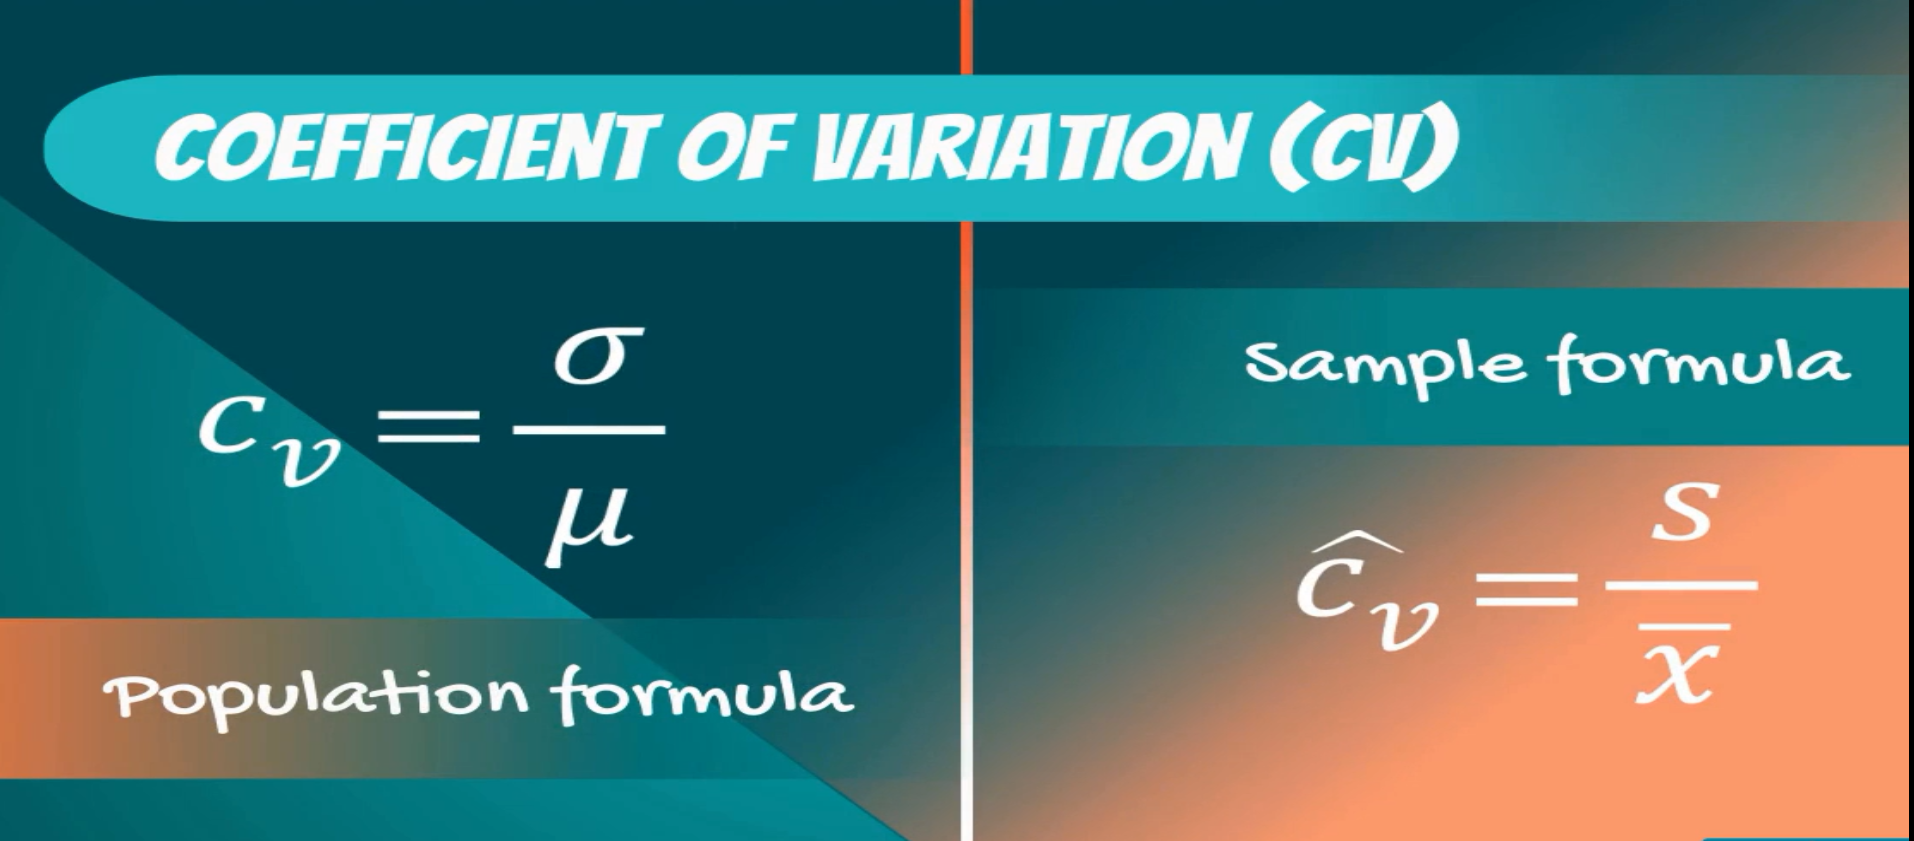 COEFFICIENT OF VARIATION (CV)
c_v = σ / μ
Population formula
Sample formula
ĉ_v = s / x̄